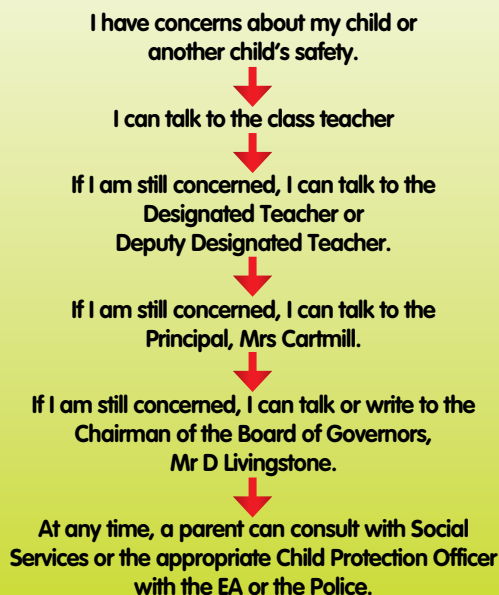 I have concerns about my child or
another child's safety.
I can talk to the class teacher
If I am still concerned, I can talk to the
Designated Teacher or
Deputy Designated Teacher.
If I am still concerned, I can talk to the
Principal, Mrs Cartmill.
If I am still concerned, I can talk or write to the
Chairman of the Board of Governors,
Mr D Livingstone.
At any time, a parent can consult with Social
Services or the appropriate Child Protection Officer
with the EA or the Police.